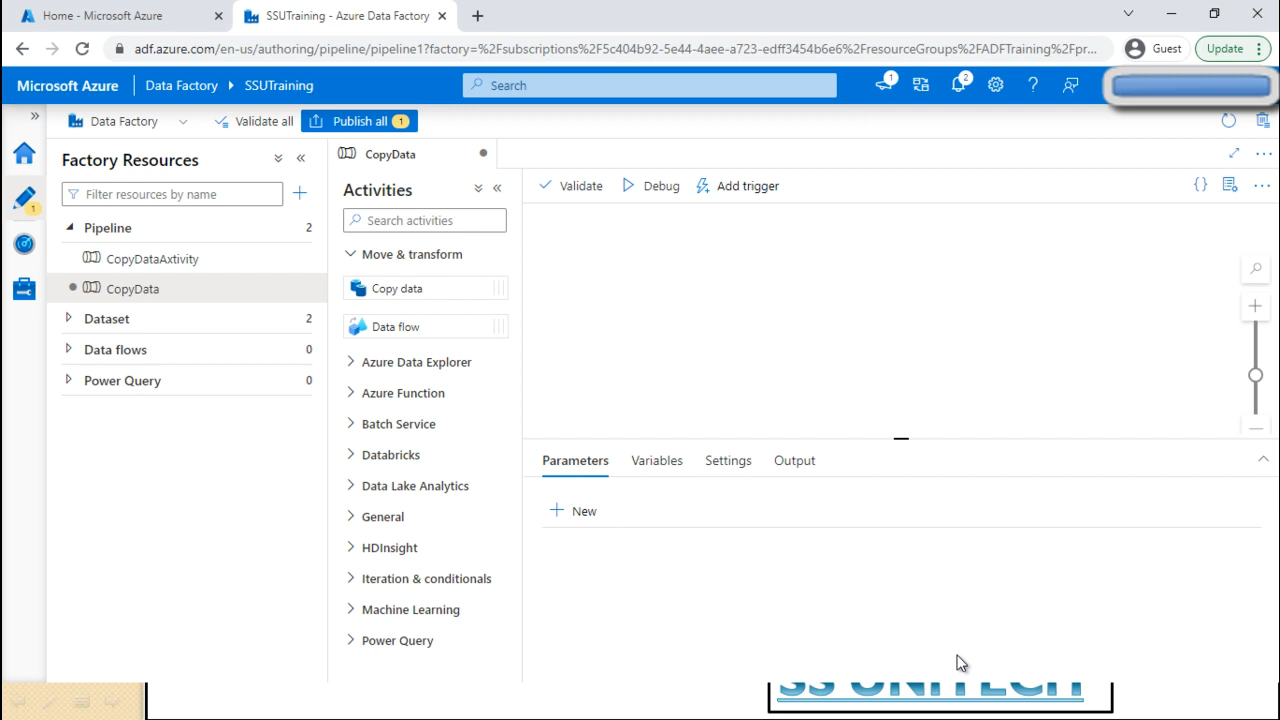 Home - Microsoft Azure
SSUTraining - Azure Data Factory
adf.azure.com/en-us/authoring/pipeline/pipeline1?factory=%2Fsubscriptions%2F5c404b92-5e44-4aee-a723-edff3454b6e6%2FresourceGroups%2FADFTraining%2Fpr...
Guest
Update
Microsoft Azure
Data Factory
SSUTraining
Search
1
2
Data Factory
Validate all
Publish all
1
Factory Resources
CopyData
Filter resources by name
Activities
Validate
Debug
Add trigger
1
Search activities
Pipeline 2
CopyDataAxtivity
CopyData
Dataset 2
Data flows 0
Power Query 0
Move & transform
Copy data
Data flow
Azure Data Explorer
Azure Function
Batch Service
Databricks
Data Lake Analytics
General
HDInsight
Iteration & conditionals
Machine Learning
Power Query
Parameters
Variables
Settings
Output
New
SS UNITECH